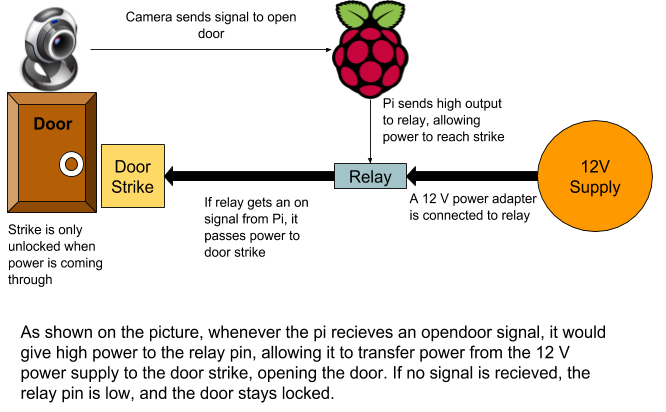 Camera sends signal to open
door
Pi sends high output
to relay, allowing
power to reach strike
Door
Door
Strike
Relay
12V
Supply
If relay gets an on
signal from Pi, it
passes power to
door strike
A 12 V power adapter
is connected to relay
Strike is only
unlocked when
power is coming
through
As shown on the picture, whenever the pi recieves an opendoor signal, it would
give high power to the relay pin, allowing it to transfer power from the 12 V
power supply to the door strike, opening the door. If no signal is recieved, the
relay pin is low, and the door stays locked.